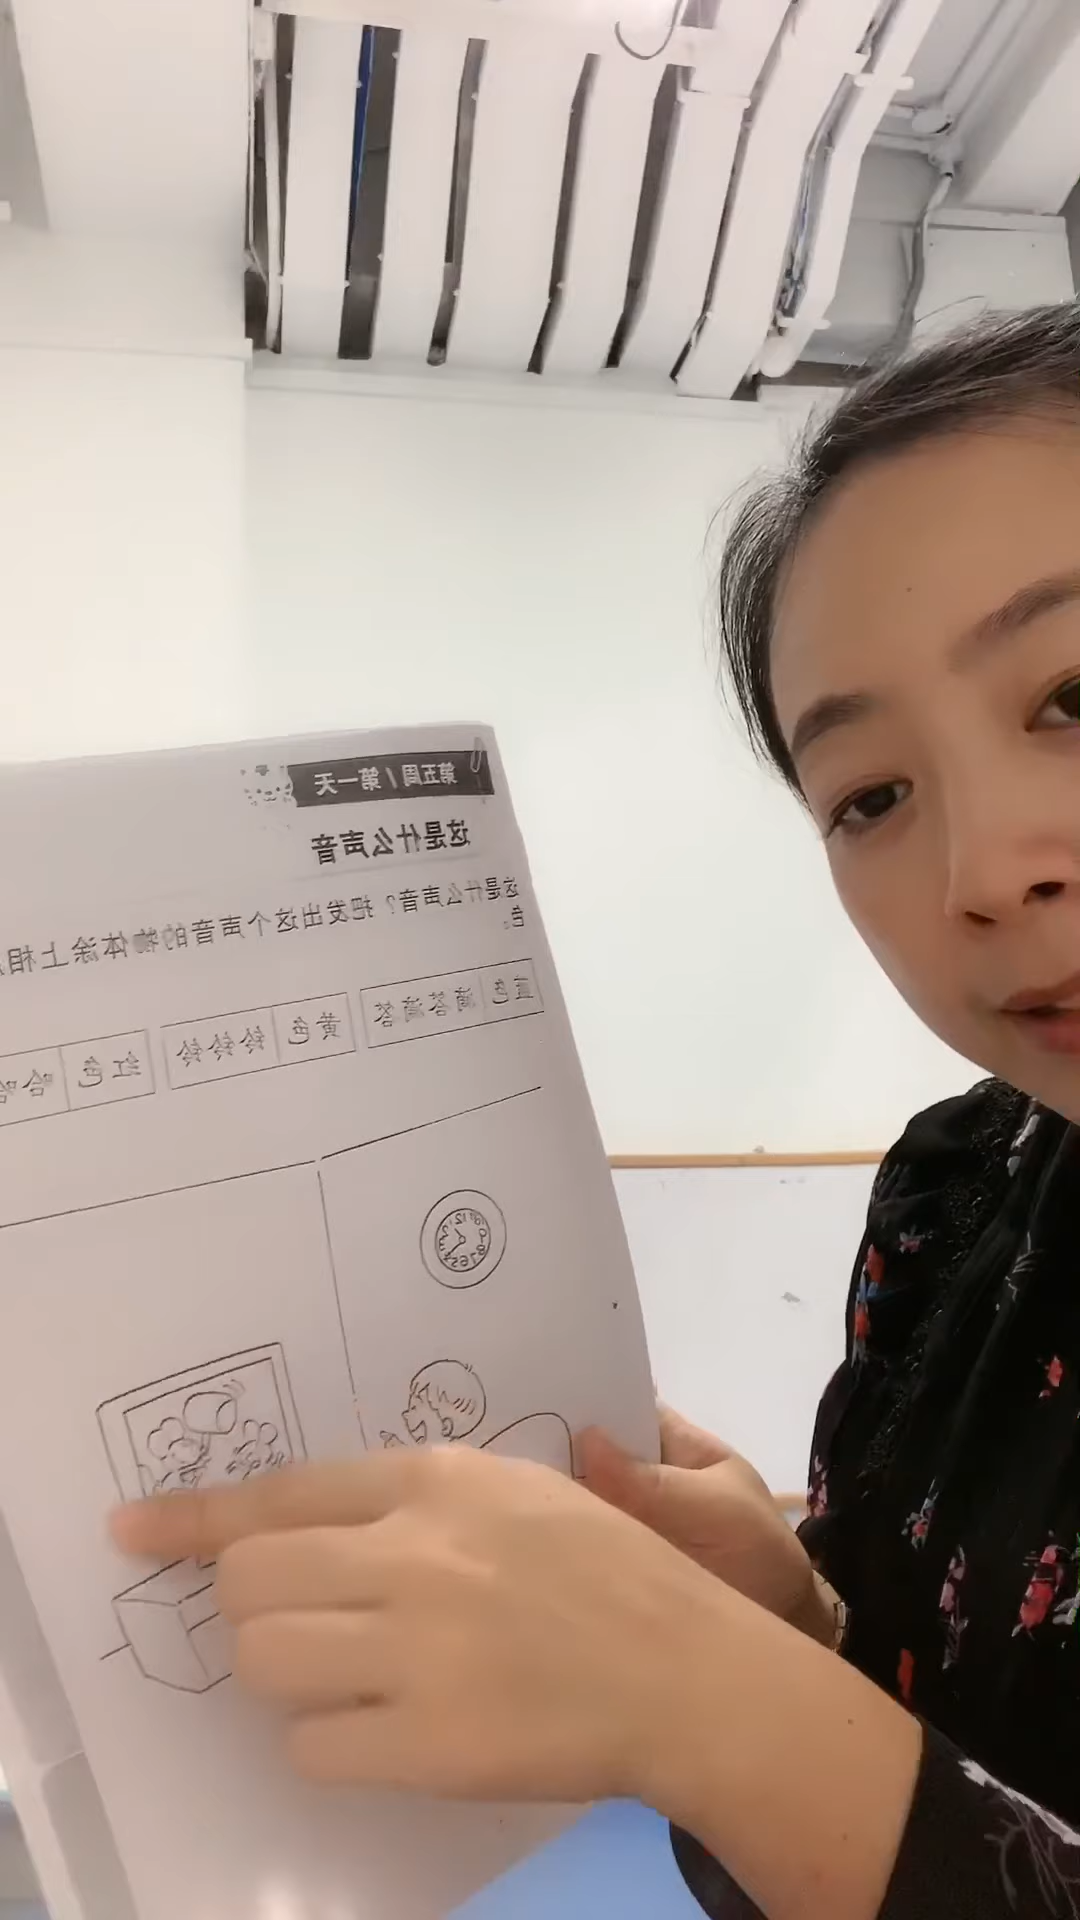 第五周 / 第一天
这是什么声音
这是什么声音？把发出这个声音的物体涂上相
色。
蓝色 滴答滴答 黄色 铃铃铃 红色 哈哈